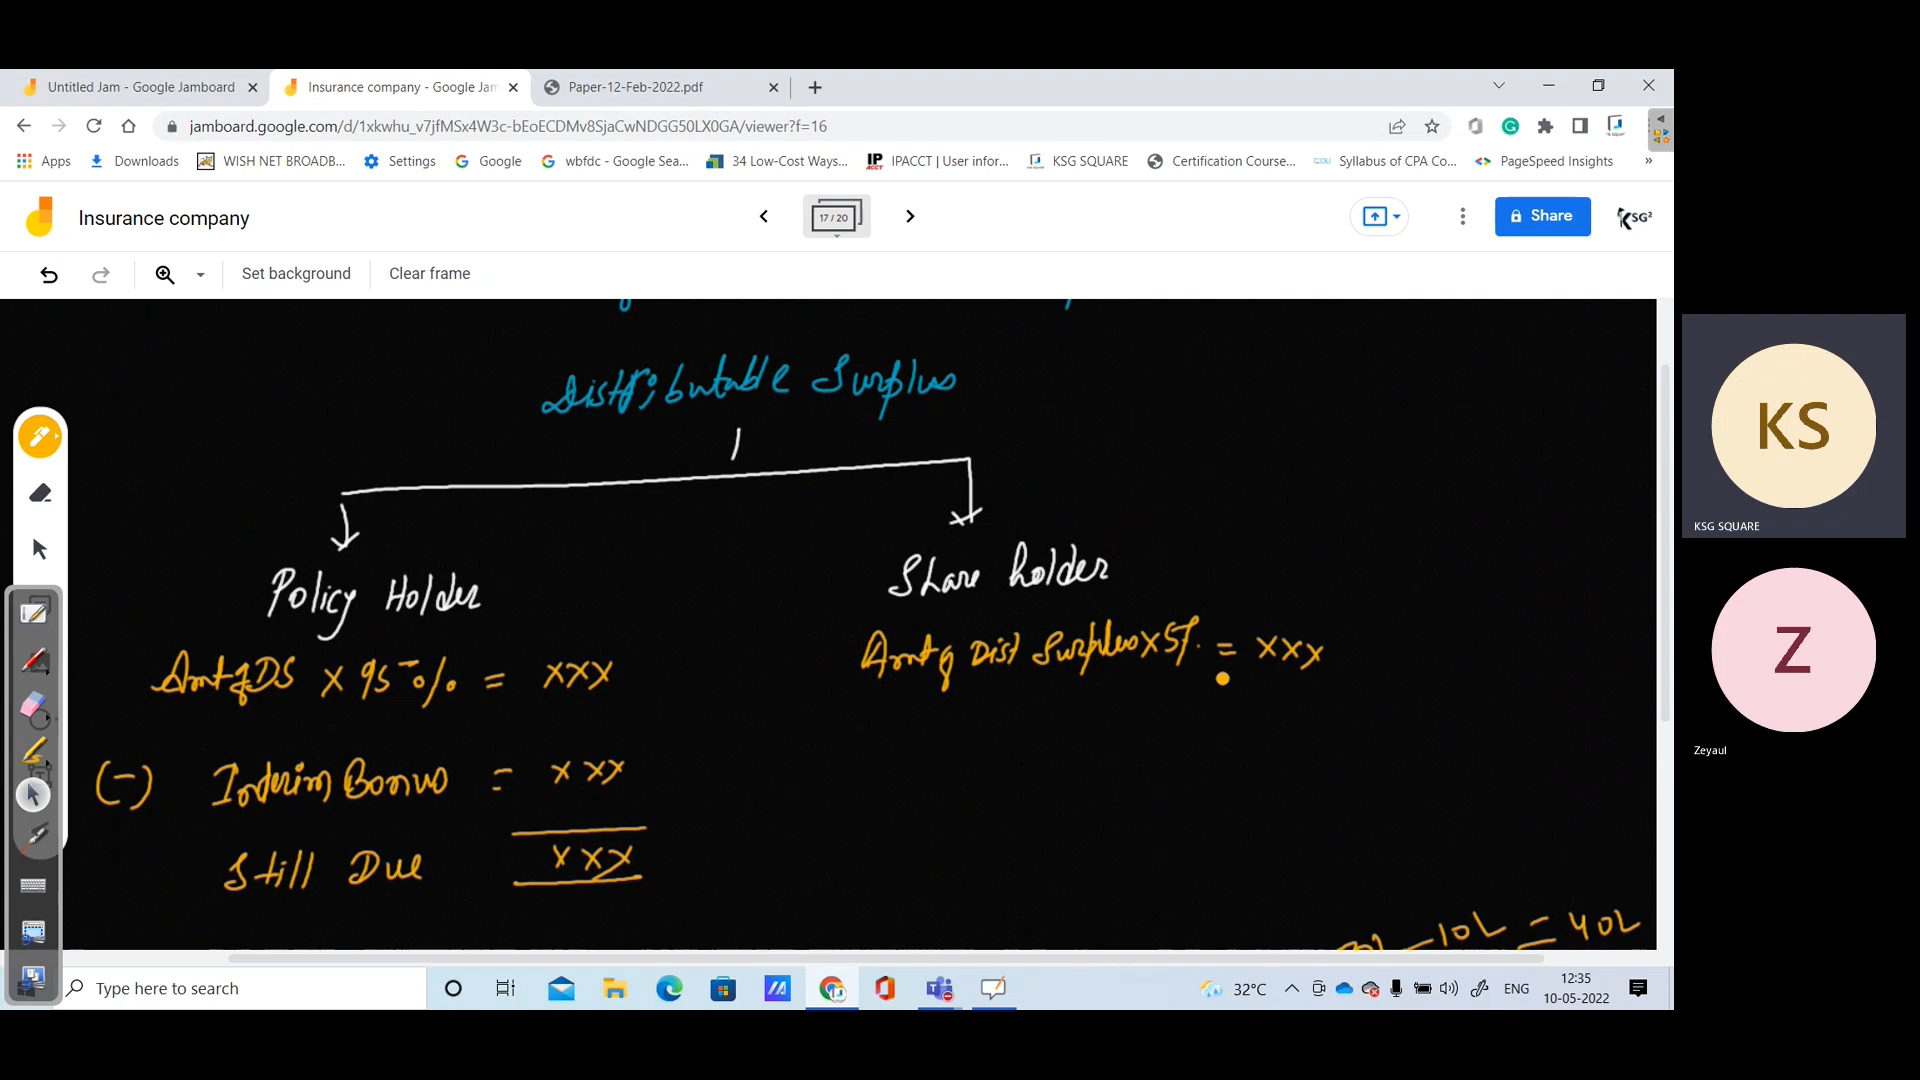 Untitled Jam - Google Jamboard
Insurance company - Google Jam
Paper-12-Feb-2022.pdf
jamboard.google.com/d/1xkwhu_v7jfMSx4W3c-bEoECDMv8SjaCwNDGG50LX0GA/viewer?f=16
Apps Downloads WISH NET BROADB... Settings Google wbfdc - Google Sea... 34 Low-Cost Ways... IPACCT | User infor... KSG SQUARE Certification Course... Syllabus of CPA Co... PageSpeed Insights »
Insurance company
17 / 20
Share
KSG²
Set background Clear frame
Distributable Surplus
Policy Holder
Share holder
Amt of DS x 95% = xxx
Amt of Dist Surplus x 5% = xxx
(-) Interim Bonus = xxx
Still Due xxx
-10L = 40L
KS
KSG SQUARE
Z
Zeyaul
Type here to search
32°C
ENG
12:35
10-05-2022